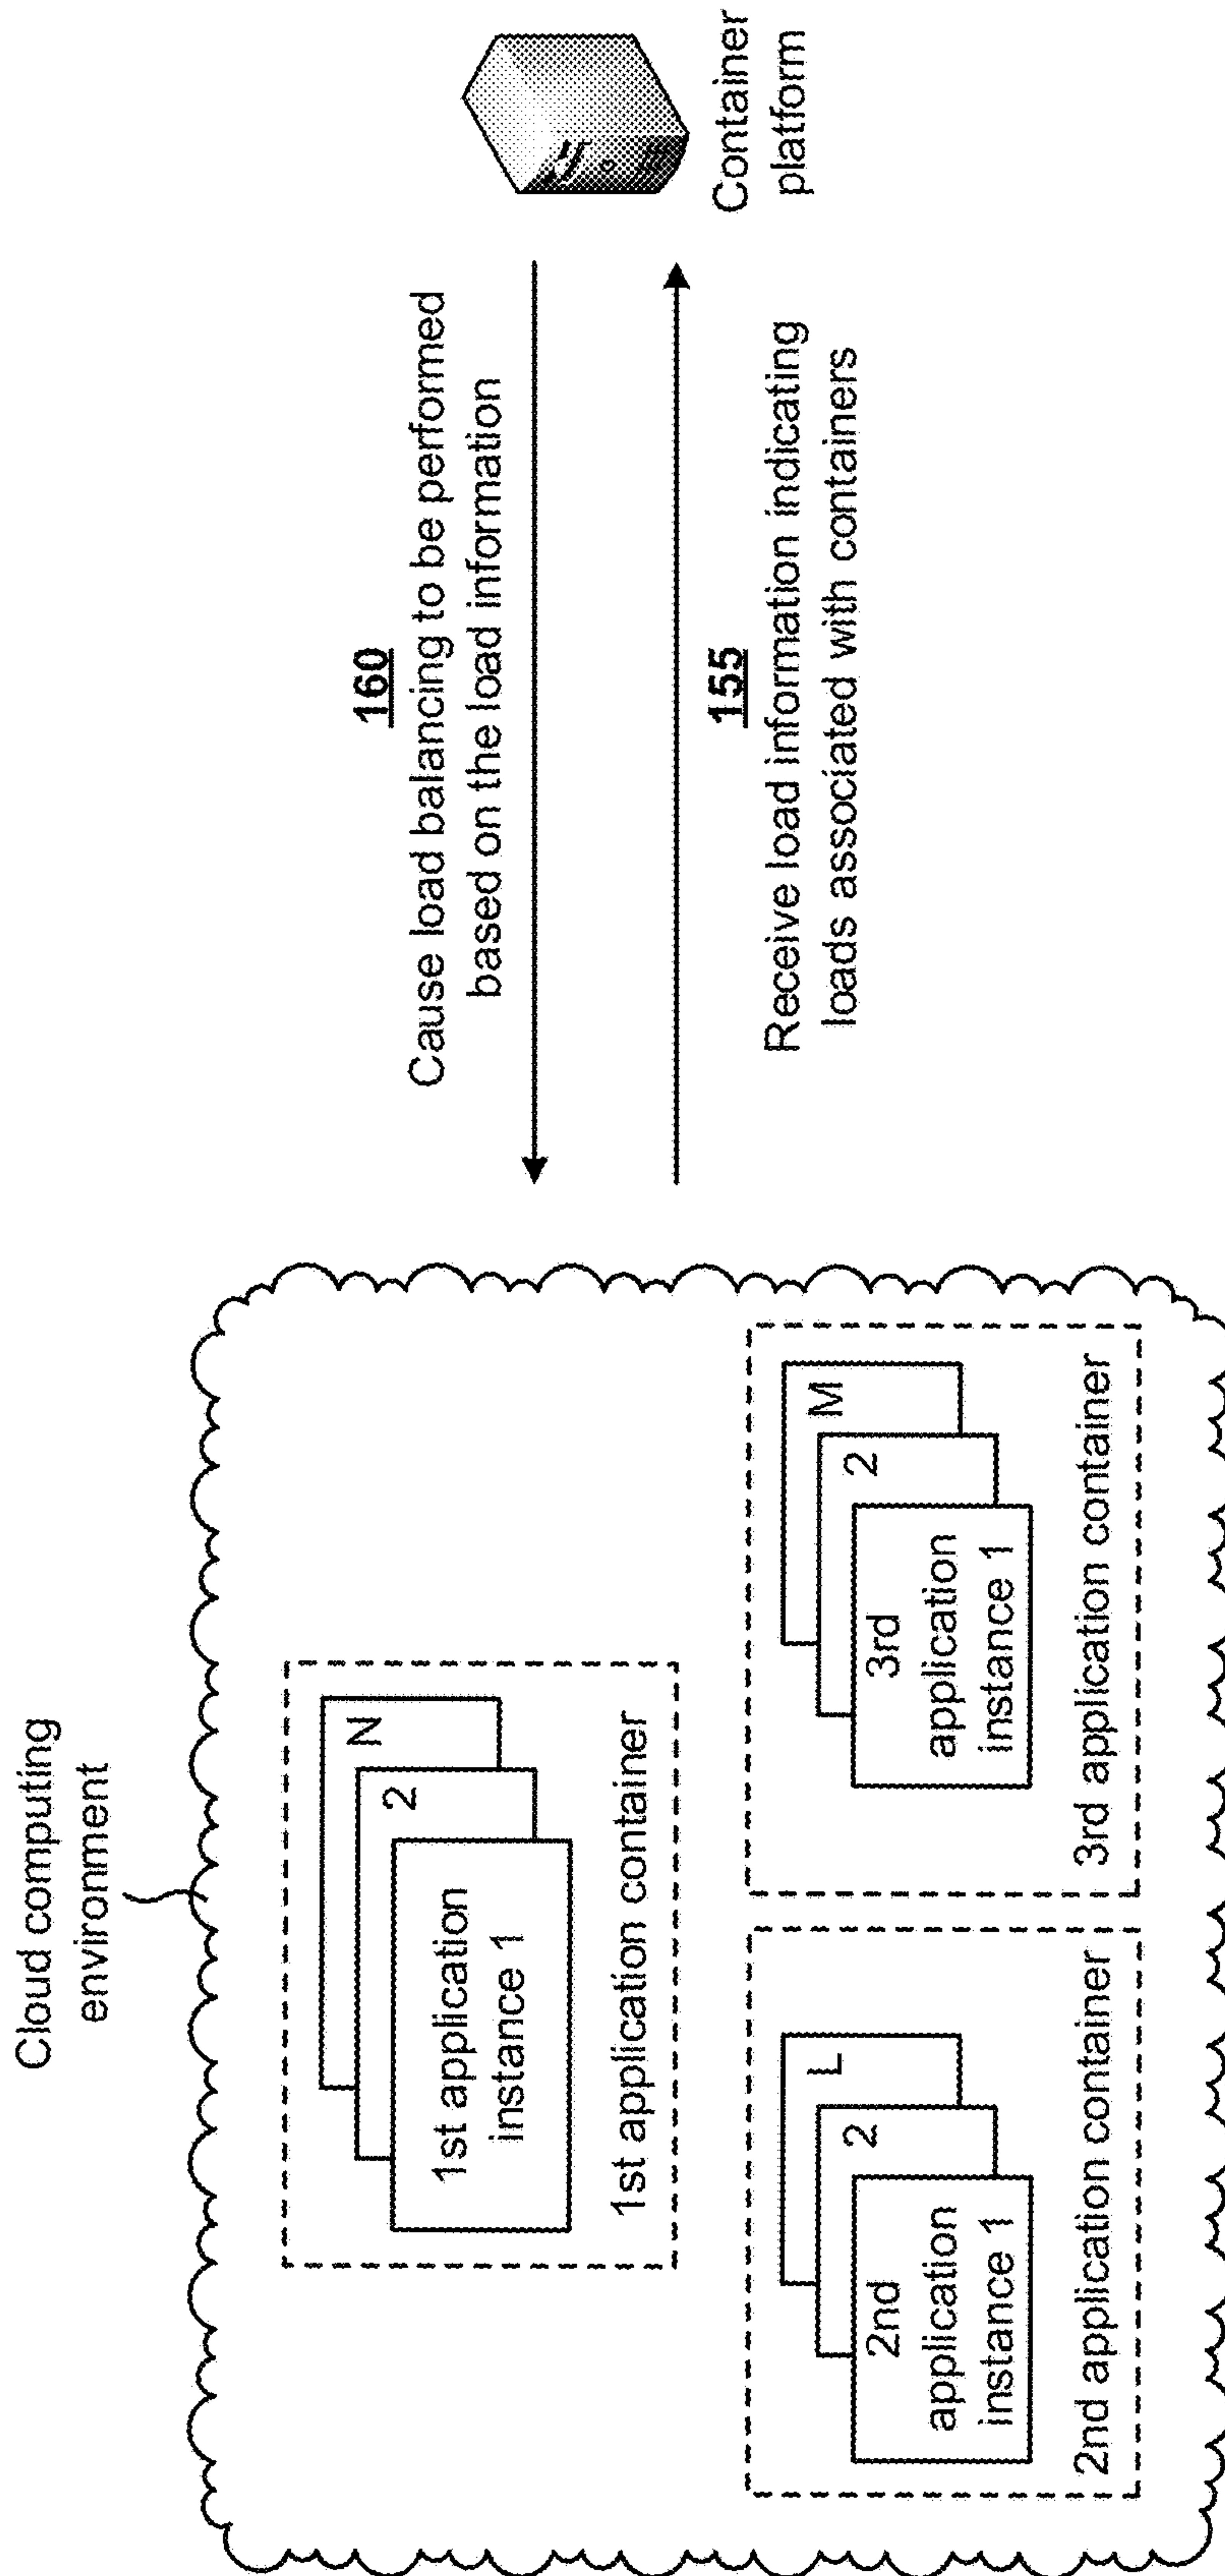 Cloud computing
environment
1st application
instance 1
2
N
1st application container
2nd
application
instance 1
2
L
2nd application container
3rd
application
instance 1
2
M
3rd application container
160
Cause load balancing to be performed
based on the load information
155
Receive load information indicating
loads associated with containers
Container
platform